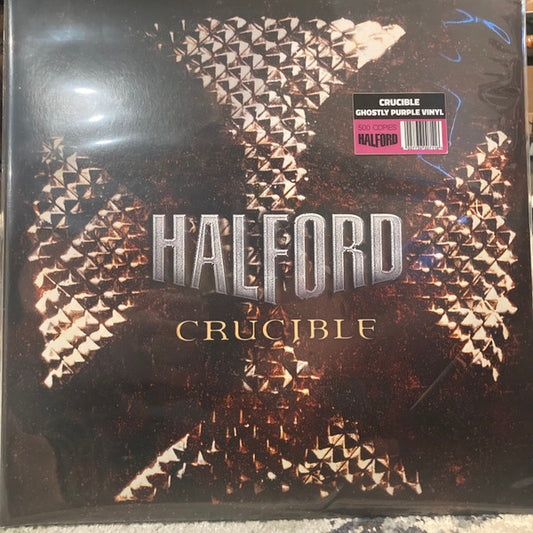 CRUCIBLE
GHOSTLY PURPLE VINYL
500 COPIES
HALFORD
HALFORD
CRUCIBLE